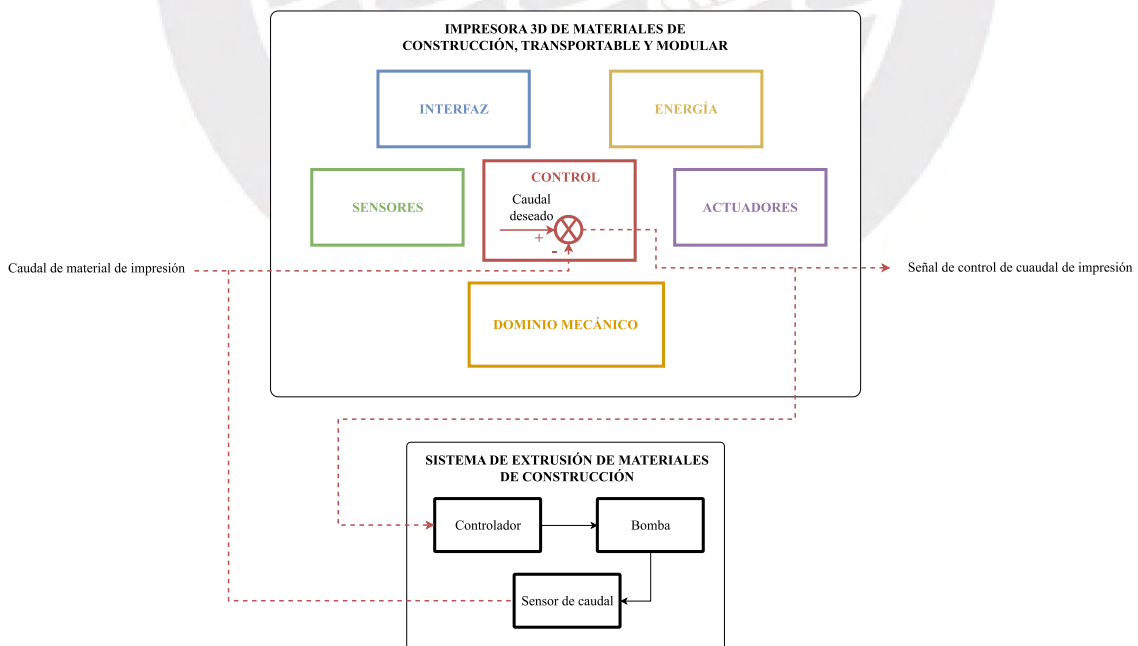 IMPRESORA 3D DE MATERIALES DE
CONSTRUCCIÓN, TRANSPORTABLE Y MODULAR
INTERFAZ
ENERGÍA
SENSORES
CONTROL
Caudal
deseado
+
-
ACTUADORES
Caudal de material de impresión
Señal de control de cuaudal de impresión
DOMINIO MECÁNICO
SISTEMA DE EXTRUSIÓN DE MATERIALES
DE CONSTRUCCIÓN
Controlador
Bomba
Sensor de caudal